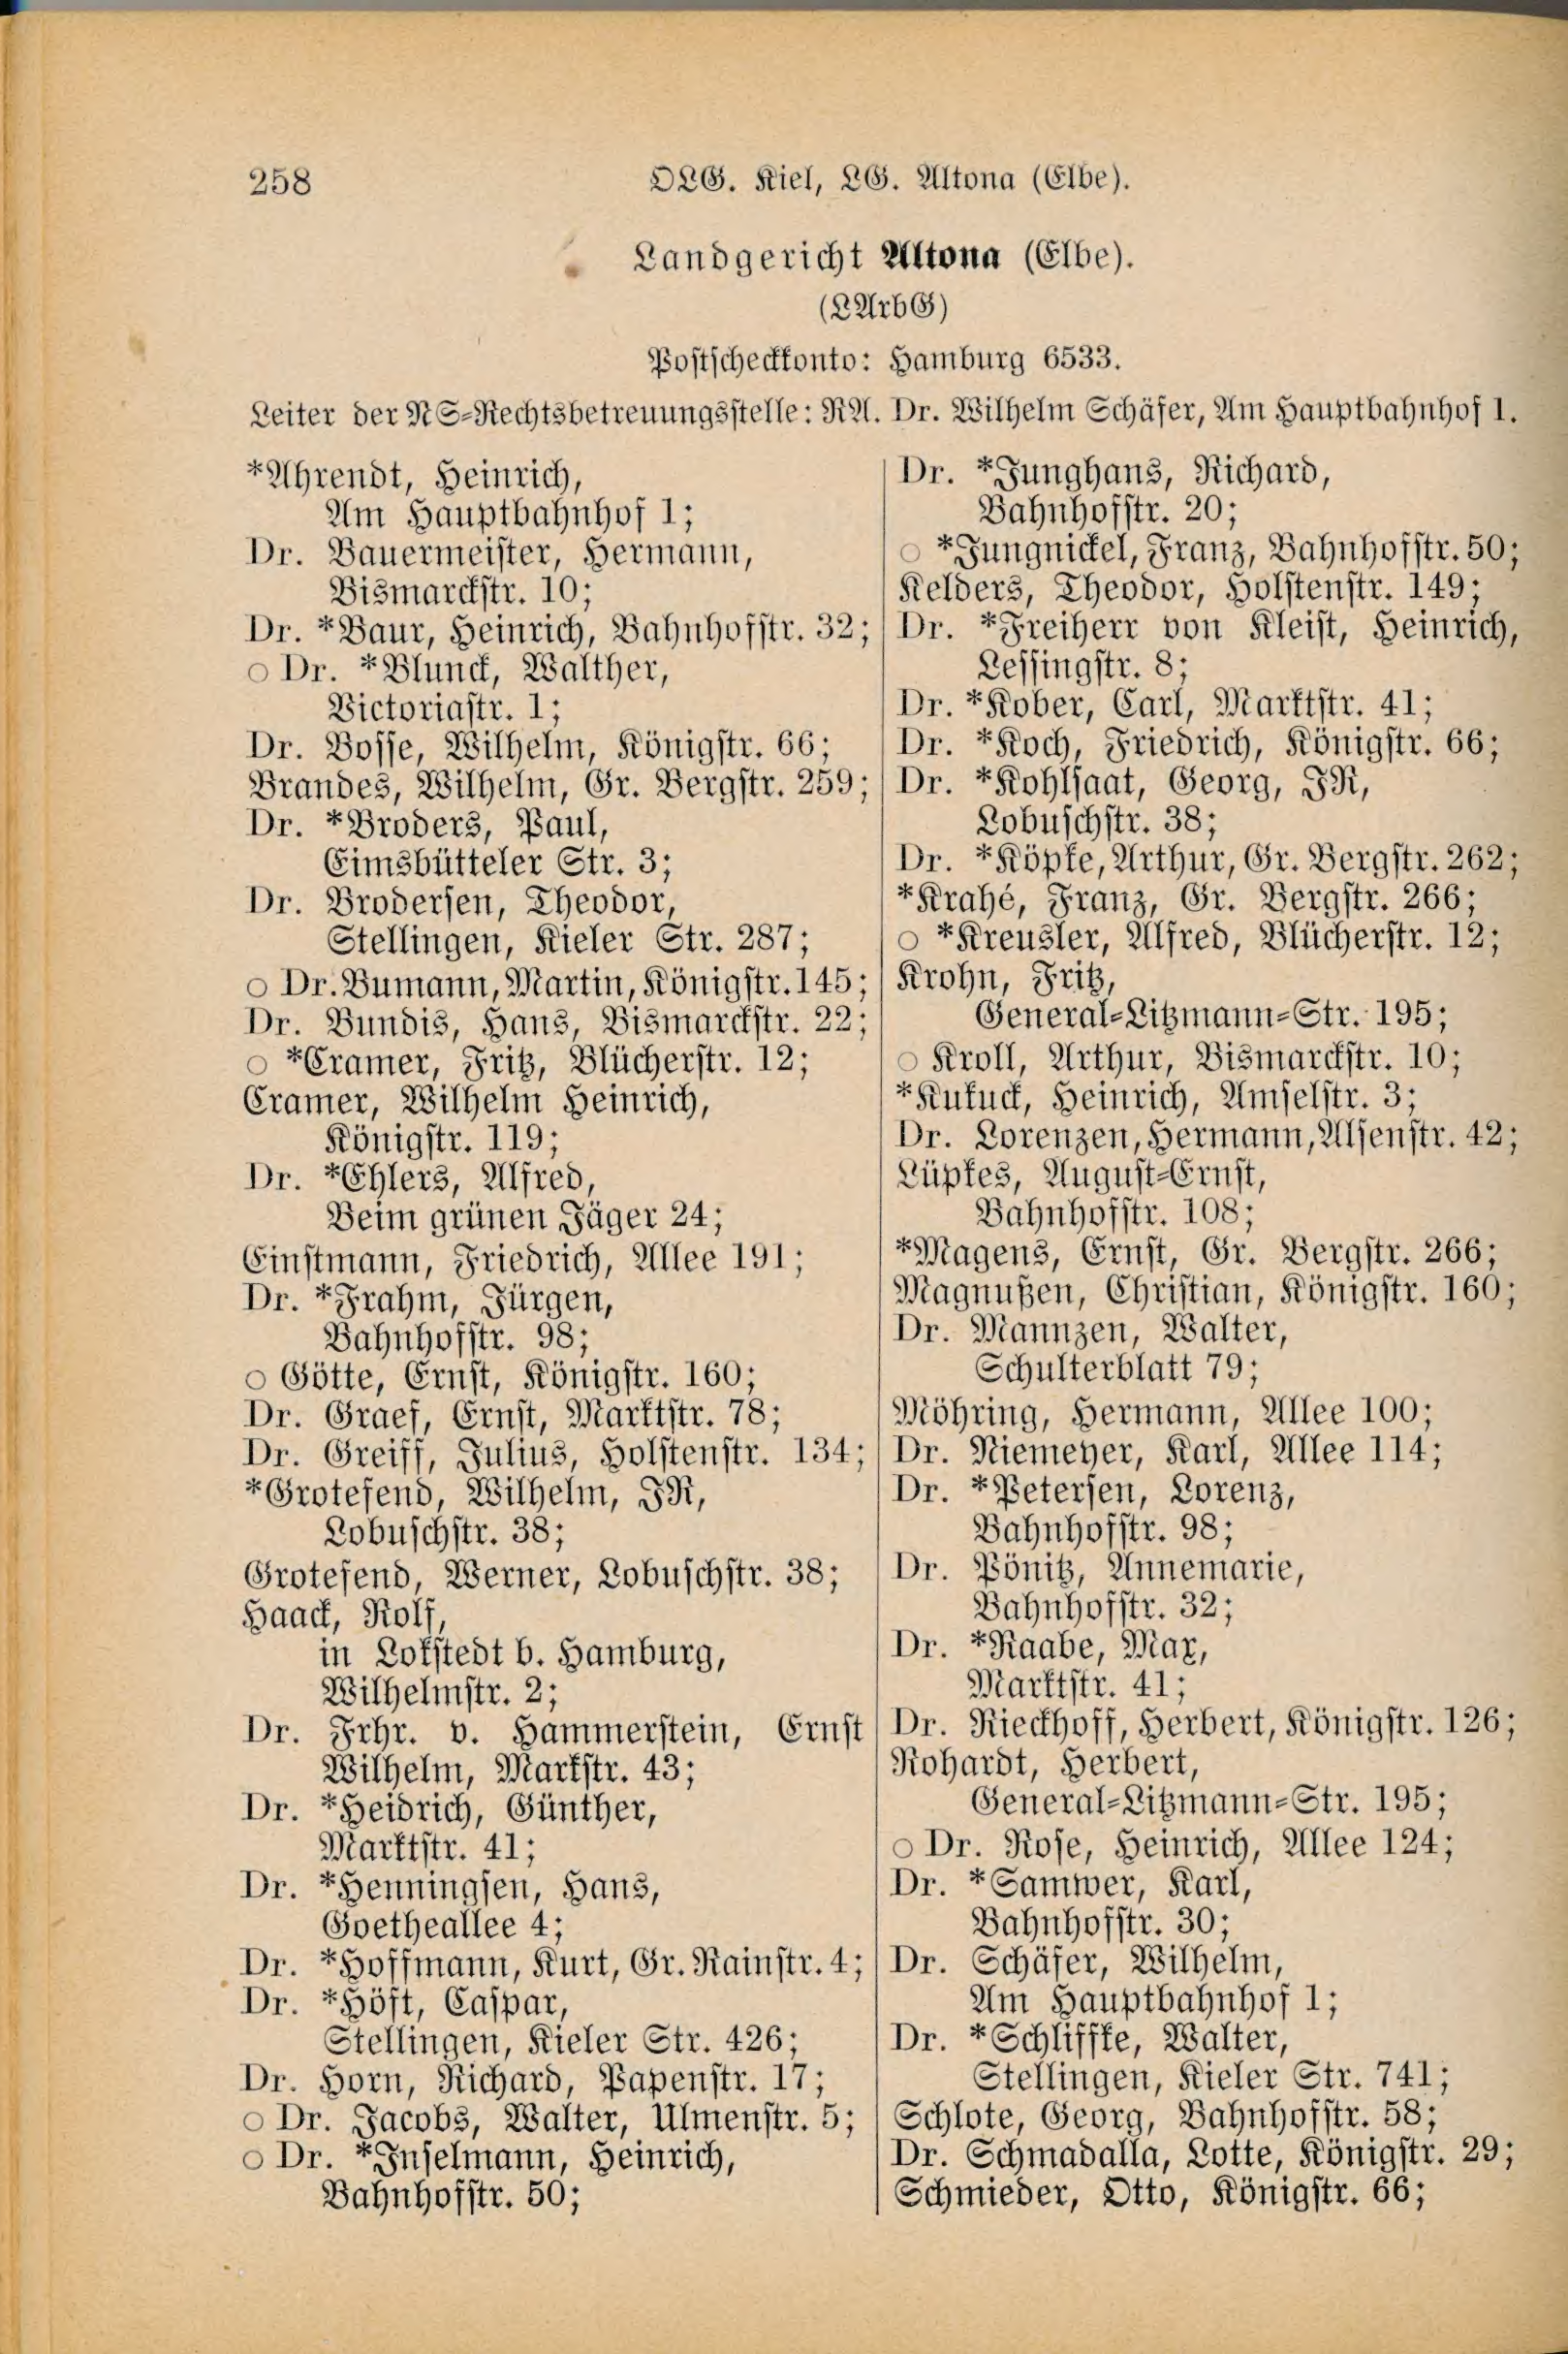 258
OLG. Kiel, LG. Altona (Elbe).
Landgericht Altona (Elbe).
(LArbG)
Postscheckkonto: Hamburg 6533.
Leiter der NS-Rechtsbetreuungsstelle: RA. Dr. Wilhelm Schäfer, Am Hauptbahnhof 1.
*Ahrendt, Heinrich,
Am Hauptbahnhof 1;
Dr. Bauermeister, Hermann,
Bismarckstr. 10;
Dr. *Baur, Heinrich, Bahnhofstr. 32;
○ Dr. *Blunck, Walther,
Victoriastr. 1;
Dr. Bosse, Wilhelm, Königstr. 66;
Brandes, Wilhelm, Gr. Bergstr. 259;
Dr. *Broders, Paul,
Eimsbütteler Str. 3;
Dr. Brodersen, Theodor,
Stellingen, Kieler Str. 287;
○ Dr. Bumann, Martin, Königstr. 145;
Dr. Bundis, Hans, Bismarckstr. 22;
○ *Cramer, Fritz, Blücherstr. 12;
Cramer, Wilhelm Heinrich,
Königstr. 119;
Dr. *Ehlers, Alfred,
Beim grünen Jäger 24;
Einstmann, Friedrich, Allee 191;
Dr. *Frahm, Jürgen,
Bahnhofstr. 98;
○ Götte, Ernst, Königstr. 160;
Dr. Graef, Ernst, Marktstr. 78;
Dr. Greiff, Julius, Holstenstr. 134;
*Grotefend, Wilhelm, JR,
Lobuschstr. 38;
Grotefend, Werner, Lobuschstr. 38;
Haack, Rolf,
in Lokstedt b. Hamburg,
Wilhelmstr. 2;
Dr. Frhr. v. Hammerstein, Ernst
Wilhelm, Markstr. 43;
Dr. *Heidrich, Günther,
Marktstr. 41;
Dr. *Henningsen, Hans,
Goetheallee 4;
Dr. *Hoffmann, Kurt, Gr. Rainstr. 4;
Dr. *Höft, Caspar,
Stellingen, Kieler Str. 426;
Dr. Horn, Richard, Papenstr. 17;
○ Dr. Jacobs, Walter, Ulmenstr. 5;
○ Dr. *Inselmann, Heinrich,
Bahnhofstr. 50;
Dr. *Junghans, Richard,
Bahnhofstr. 20;
○ *Jungnickel, Franz, Bahnhofstr. 50;
Kelders, Theodor, Holstenstr. 149;
Dr. *Freiherr von Kleist, Heinrich,
Lessingstr. 8;
Dr. *Kober, Carl, Marktstr. 41;
Dr. *Koch, Friedrich, Königstr. 66;
Dr. *Kohlsaat, Georg, JR,
Lobuschstr. 38;
Dr. *Köpke, Arthur, Gr. Bergstr. 262;
*Krahé, Franz, Gr. Bergstr. 266;
○ *Kreusler, Alfred, Blücherstr. 12;
Krohn, Fritz,
General-Litzmann-Str. 195;
○ Kroll, Arthur, Bismarckstr. 10;
*Kukuck, Heinrich, Amselstr. 3;
Dr. Lorenzen, Hermann, Alsenstr. 42;
Lüpkes, August-Ernst,
Bahnhofstr. 108;
*Magens, Ernst, Gr. Bergstr. 266;
Magnußen, Christian, Königstr. 160;
Dr. Mannzen, Walter,
Schulterblatt 79;
Möhring, Hermann, Allee 100;
Dr. Niemeyer, Karl, Allee 114;
Dr. *Petersen, Lorenz,
Bahnhofstr. 98;
Dr. Pönitz, Annemarie,
Bahnhofstr. 32;
Dr. *Raabe, Max,
Marktstr. 41;
Dr. Rieckhoff, Herbert, Königstr. 126;
Rohardt, Herbert,
General-Litzmann-Str. 195;
○ Dr. Rose, Heinrich, Allee 124;
Dr. *Samwer, Karl,
Bahnhofstr. 30;
Dr. Schäfer, Wilhelm,
Am Hauptbahnhof 1;
Dr. *Schliffke, Walter,
Stellingen, Kieler Str. 741;
Schlote, Georg, Bahnhofstr. 58;
Dr. Schmadalla, Lotte, Königstr. 29;
Schmieder, Otto, Königstr. 66;